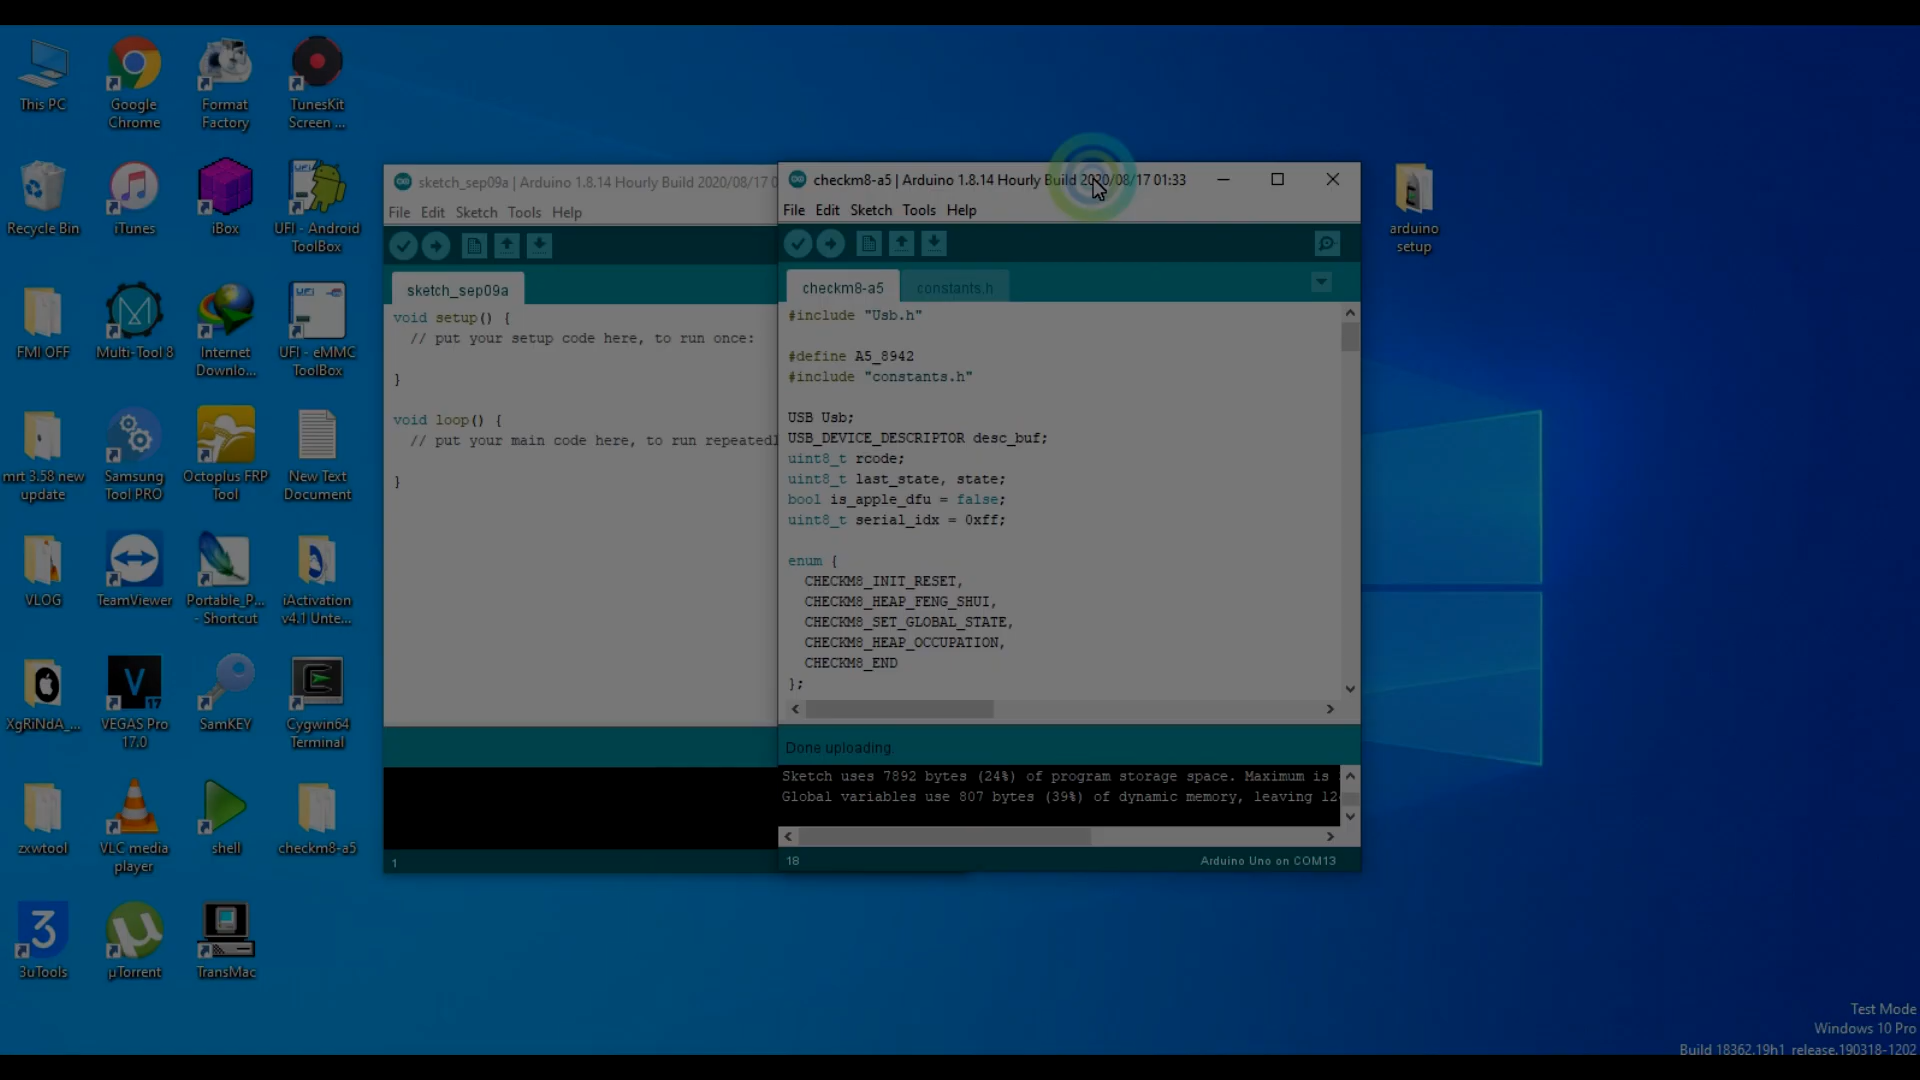 This PC
Google
Chrome
Format
Factory
TunesKit
Screen ...
Recycle Bin
iTunes
iBox
UFI - Android
ToolBox
FMI OFF
Multi-Tool 8
Internet
Downlo...
UFI - eMMC
ToolBox
mrt 3.58 new
update
Samsung
Tool PRO
Octoplus FRP
Tool
New Text
Document
VLOG
TeamViewer
Portable_P...
- Shortcut
iActivation
v4.1 Unte...
XgRiNdA_...
VEGAS Pro
17.0
SamKEY
Cygwin64
Terminal
zxwtool
VLC media
player
shell
checkm8-a5
3uTools
µTorrent
TransMac
sketch_sep09a | Arduino 1.8.14 Hourly Build 2020/08/17 0
File Edit Sketch Tools Help
sketch_sep09a
void setup() {
// put your setup code here, to run once:
}
void loop() {
// put your main code here, to run repeatedl
}
1
checkm8-a5 | Arduino 1.8.14 Hourly Build 2020/08/17 01:33
File Edit Sketch Tools Help
checkm8-a5 constants.h
#include "Usb.h"
#define A5_8942
#include "constants.h"
USB Usb;
USB_DEVICE_DESCRIPTOR desc_buf;
uint8_t rcode;
uint8_t last_state, state;
bool is_apple_dfu = false;
uint8_t serial_idx = 0xff;
enum {
CHECKM8_INIT_RESET,
CHECKM8_HEAP_FENG_SHUI,
CHECKM8_SET_GLOBAL_STATE,
CHECKM8_HEAP_OCCUPATION,
CHECKM8_END
};
Done uploading.
Sketch uses 7892 bytes (24%) of program storage space. Maximum is
Global variables use 807 bytes (39%) of dynamic memory, leaving 12
18
Arduino Uno on COM13
arduino
setup
Test Mode
Windows 10 Pro
Build 18362.19h1_release.190318-1202